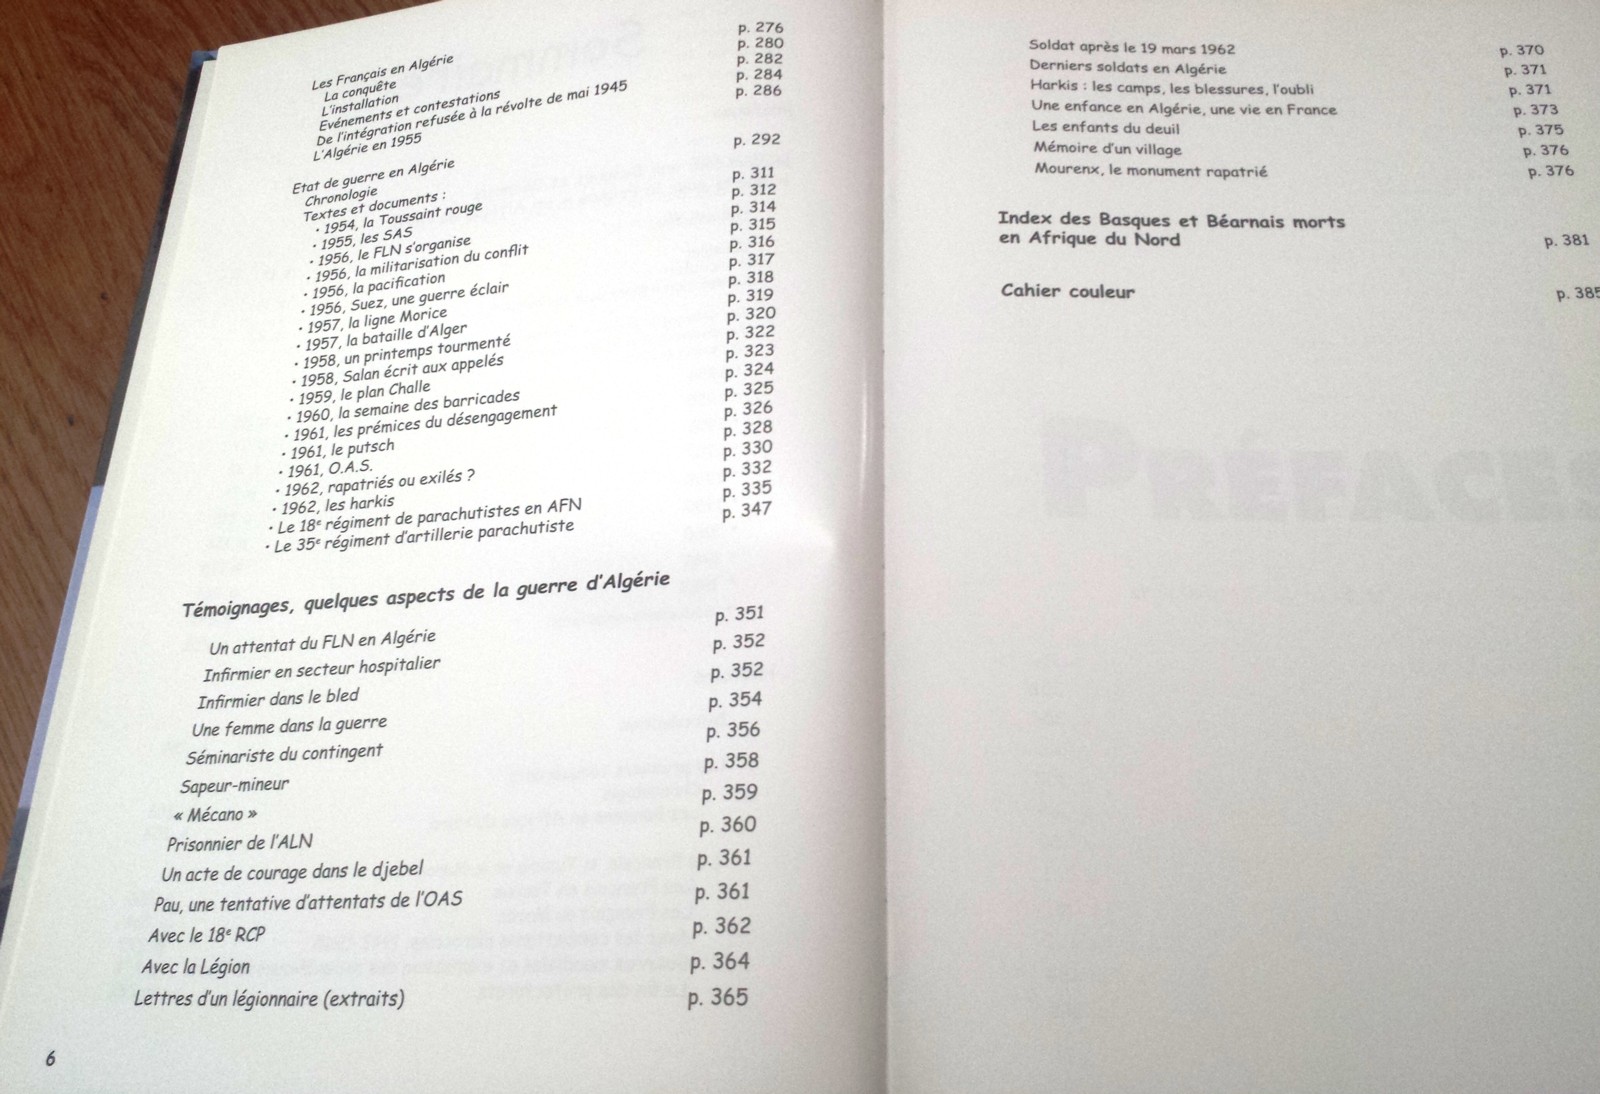 Les Français en Algérie
La conquête p. 276
L'installation p. 280
Evénements et contestations p. 282
De l'intégration refusée à la révolte de mai 1945 p. 284
L'Algérie en 1955 p. 286
Etat de guerre en Algérie
Chronologie p. 292
Textes et documents :
• 1954, la Toussaint rouge p. 311
• 1955, les SAS p. 312
• 1956, le FLN s'organise p. 314
• 1956, la militarisation du conflit p. 315
• 1956, la pacification p. 316
• 1956, Suez, une guerre éclair p. 317
• 1957, la ligne Morice p. 318
• 1957, la bataille d'Alger p. 319
• 1958, un printemps tourmenté p. 320
• 1958, Salan écrit aux appelés p. 322
• 1959, le plan Challe p. 323
• 1960, la semaine des barricades p. 324
• 1961, les prémices du désengagement p. 325
• 1961, le putsch p. 326
• 1961, O.A.S. p. 328
• 1962, rapatriés ou exilés ? p. 330
• 1962, les harkis p. 332
• Le 18e régiment de parachutistes en AFN p. 335
• Le 35e régiment d'artillerie parachutiste p. 347
Témoignages, quelques aspects de la guerre d'Algérie
Un attentat du FLN en Algérie p. 351
Infirmier en secteur hospitalier p. 352
Infirmier dans le bled p. 352
Une femme dans la guerre p. 354
Séminariste du contingent p. 356
Sapeur-mineur p. 358
« Mécano » p. 359
Prisonnier de l'ALN p. 360
Un acte de courage dans le djebel p. 361
Pau, une tentative d'attentats de l'OAS p. 361
Avec le 18e RCP p. 362
Avec la Légion p. 364
Lettres d'un légionnaire (extraits) p. 365
6
Soldat après le 19 mars 1962 p. 370
Derniers soldats en Algérie p. 371
Harkis : les camps, les blessures, l'oubli p. 371
Une enfance en Algérie, une vie en France p. 373
Les enfants du deuil p. 375
Mémoire d'un village p. 376
Mourenx, le monument rapatrié p. 376
Index des Basques et Béarnais morts
en Afrique du Nord p. 381
Cahier couleur p. 385